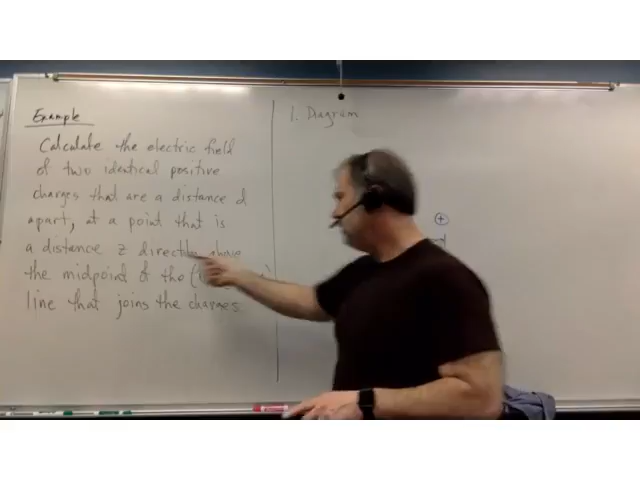 Example
Calculate the electric field
of two identical positive
charges that are a distance d
apart, at a point that is
a distance z directly above
the midpoint of the
line that joins the charges.
1. Diagram
+
d